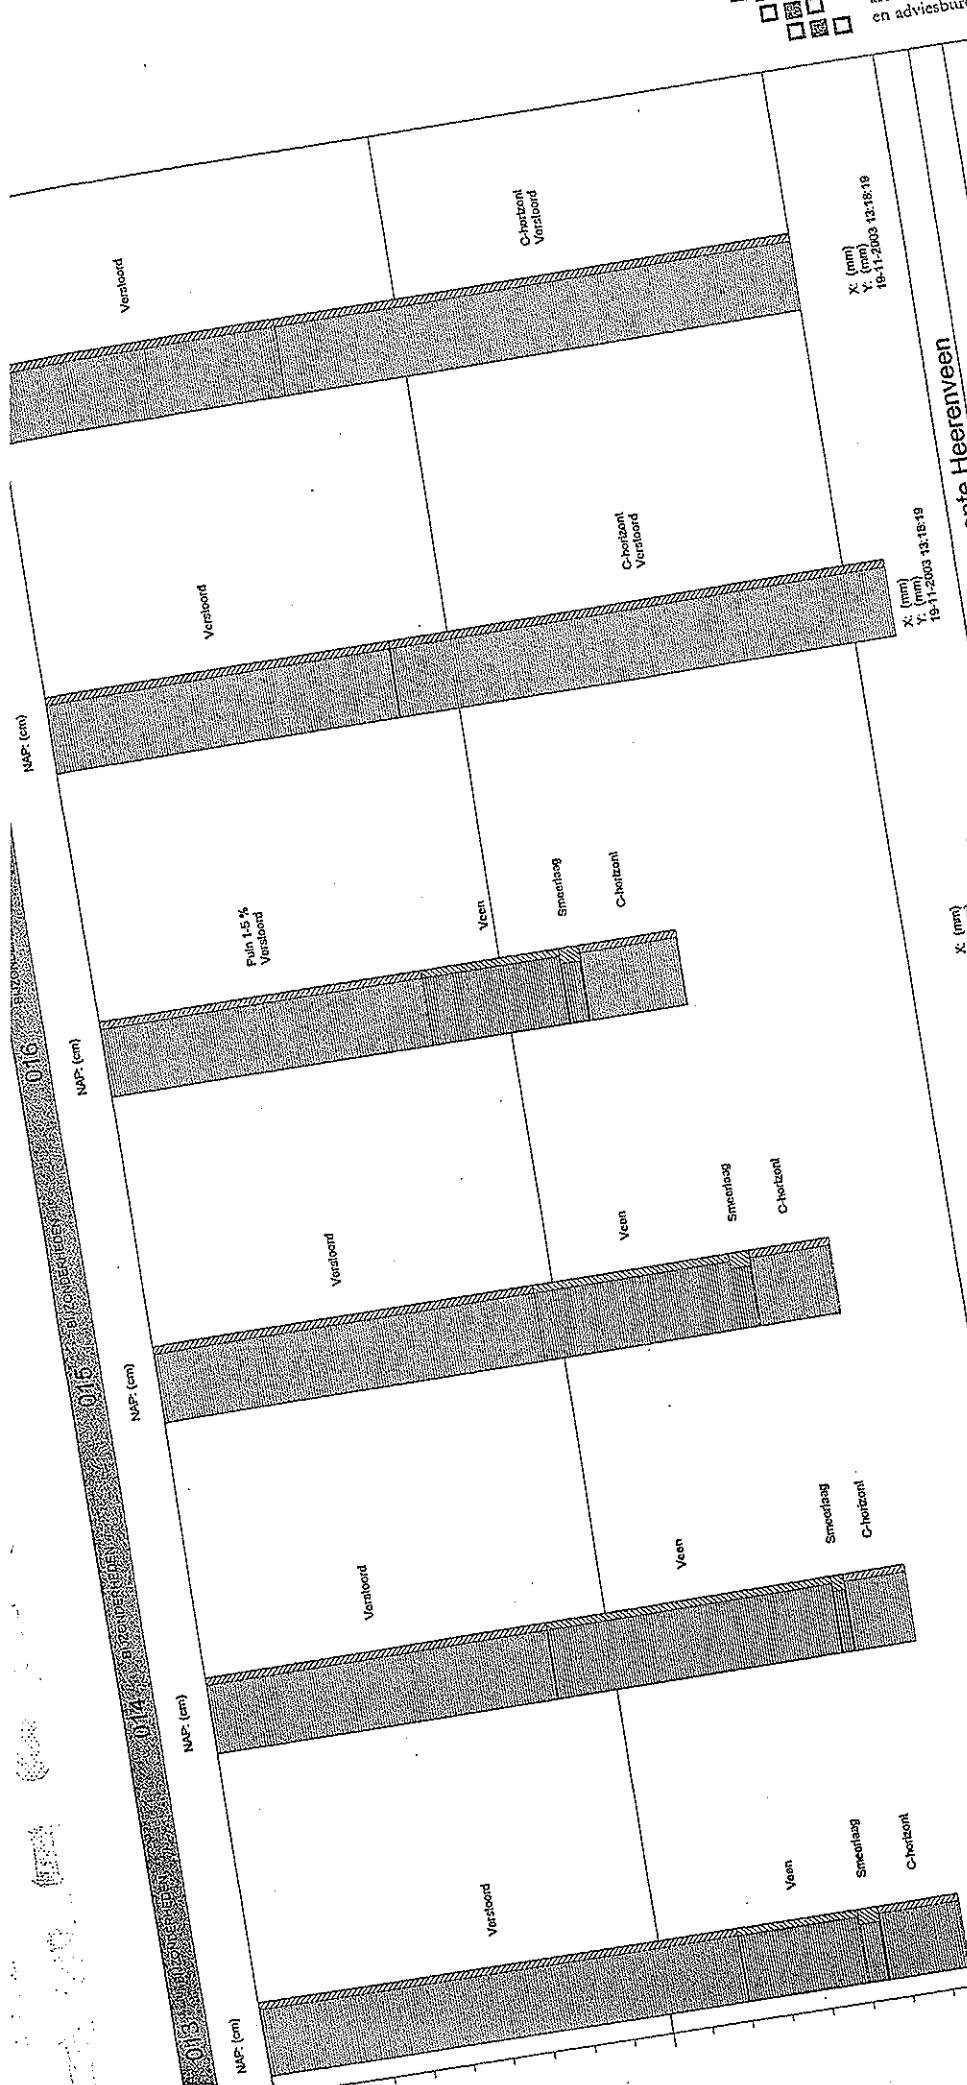 en adviesbur
013 BIJZONDERHEDEN
NAP: (cm)
Verstoord
Veen
Smeerlaag
C-horizont
014 BIJZONDERHEDEN
NAP: (cm)
Verstoord
Veen
Smeerlaag
C-horizont
015 BIJZONDERHEDEN
NAP: (cm)
Verstoord
Veen
Smeerlaag
C-horizont
016 BIJZONDE
NAP: (cm)
Puin 1-5 %
Verstoord
Veen
Smeerlaag
C-horizont
X: (mm)
NAP: (cm)
Verstoord
C-horizont
Verstoord
X: (mm)
Y: (mm)
19-11-2003 13:18:19
Verstoord
C-horizont
Verstoord
X: (mm)
Y: (mm)
19-11-2003 13:18:19
Heerenveen